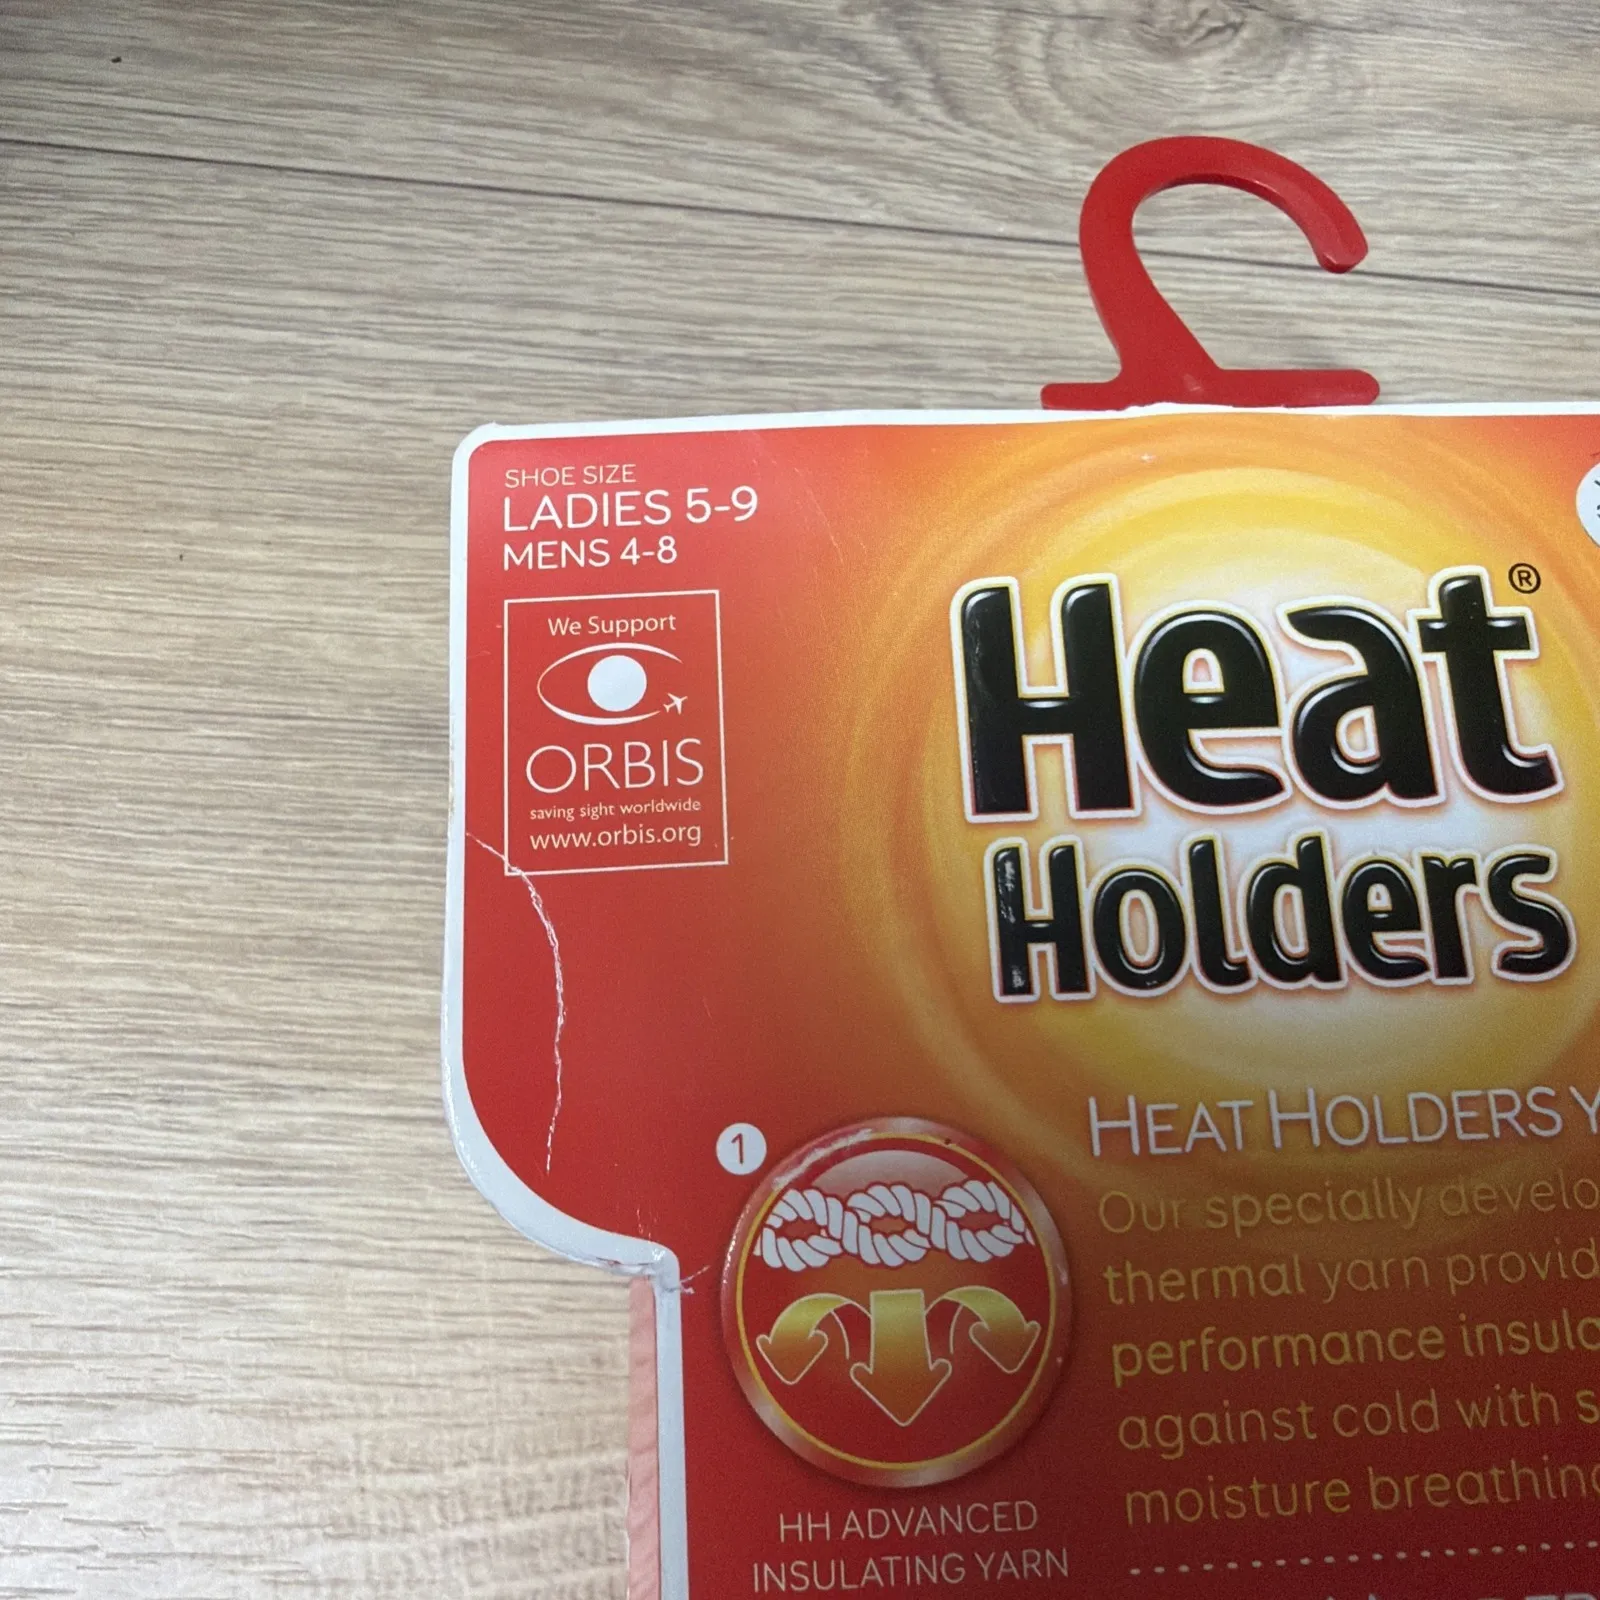 SHOE SIZE
LADIES 5-9
MENS 4-8
We Support
ORBIS
saving sight worldwide
www.orbis.org
Heat®
Holders
1
HH ADVANCED
INSULATING YARN
HEAT HOLDERS
Our specially
thermal yarn
performance
against cold with
moisture